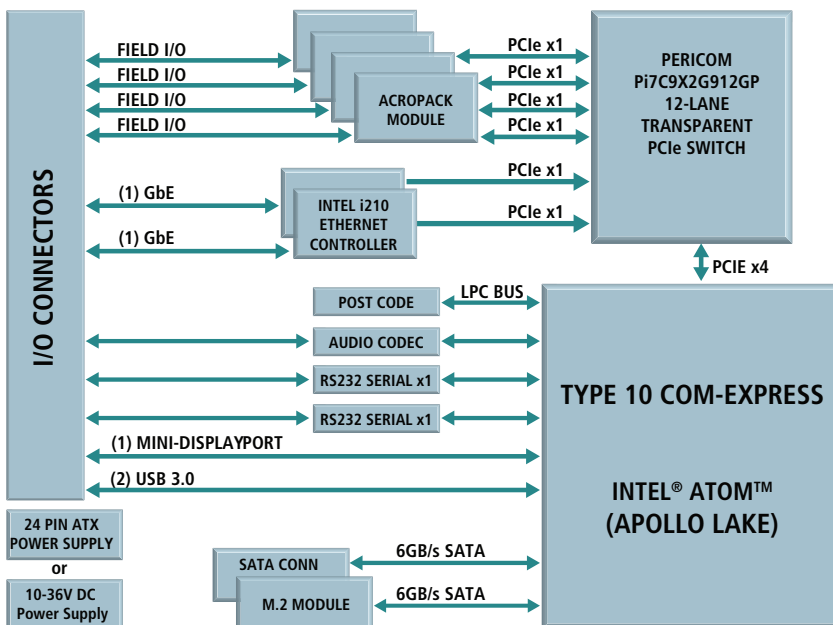 I/O CONNECTORS
FIELD I/O
FIELD I/O
FIELD I/O
FIELD I/O
ACROPACK
MODULE
PCIe x1
PCIe x1
PCIe x1
PCIe x1
PERICOM
Pi7C9X2G912GP
12-LANE
TRANSPARENT
PCIe SWITCH
(1) GbE
(1) GbE
INTEL i210
ETHERNET
CONTROLLER
PCIe x1
PCIe x1
PCIE x4
POST CODE
LPC BUS
AUDIO CODEC
RS232 SERIAL x1
RS232 SERIAL x1
(1) MINI-DISPLAYPORT
(2) USB 3.0
TYPE 10 COM-EXPRESS
INTEL® ATOM™
(APOLLO LAKE)
24 PIN ATX
POWER SUPPLY
or
10-36V DC
Power Supply
SATA CONN
6GB/s SATA
M.2 MODULE
6GB/s SATA